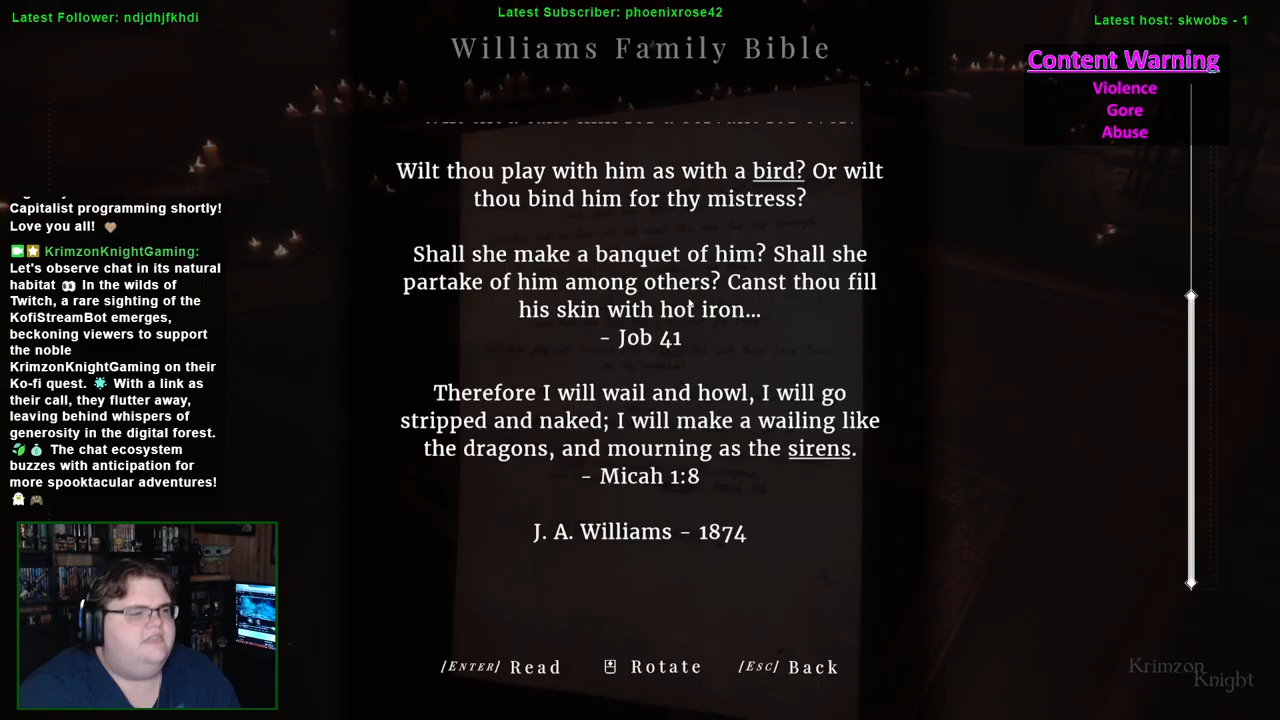 Latest Follower: ndjdhjfkhdi
Latest Subscriber: phoenixrose42
Latest host: skwobs - 1
Williams Family Bible
Content Warning
Violence
Gore
Abuse
Wilt thou play with him as with a bird? Or wilt
thou bind him for thy mistress?
Shall she make a banquet of him? Shall she
partake of him among others? Canst thou fill
his skin with hot iron...
- Job 41
Therefore I will wail and howl, I will go
stripped and naked; I will make a wailing like
the dragons, and mourning as the sirens.
- Micah 1:8
J. A. Williams - 1874
[ENTER] Read
Rotate
[ESC] Back
Capitalist programming shortly!
Love you all!
KrimzonKnightGaming:
Let's observe chat in its natural
habitat 👀 In the wilds of
Twitch, a rare sighting of the
KofiStreamBot emerges,
beckoning viewers to support
the noble
KrimzonKnightGaming on their
Ko-fi quest. With a link as
their call, they flutter away,
leaving behind whispers of
generosity in the digital forest.
The chat ecosystem
buzzes with anticipation for
more spooktacular adventures!
Krimzon
Knight